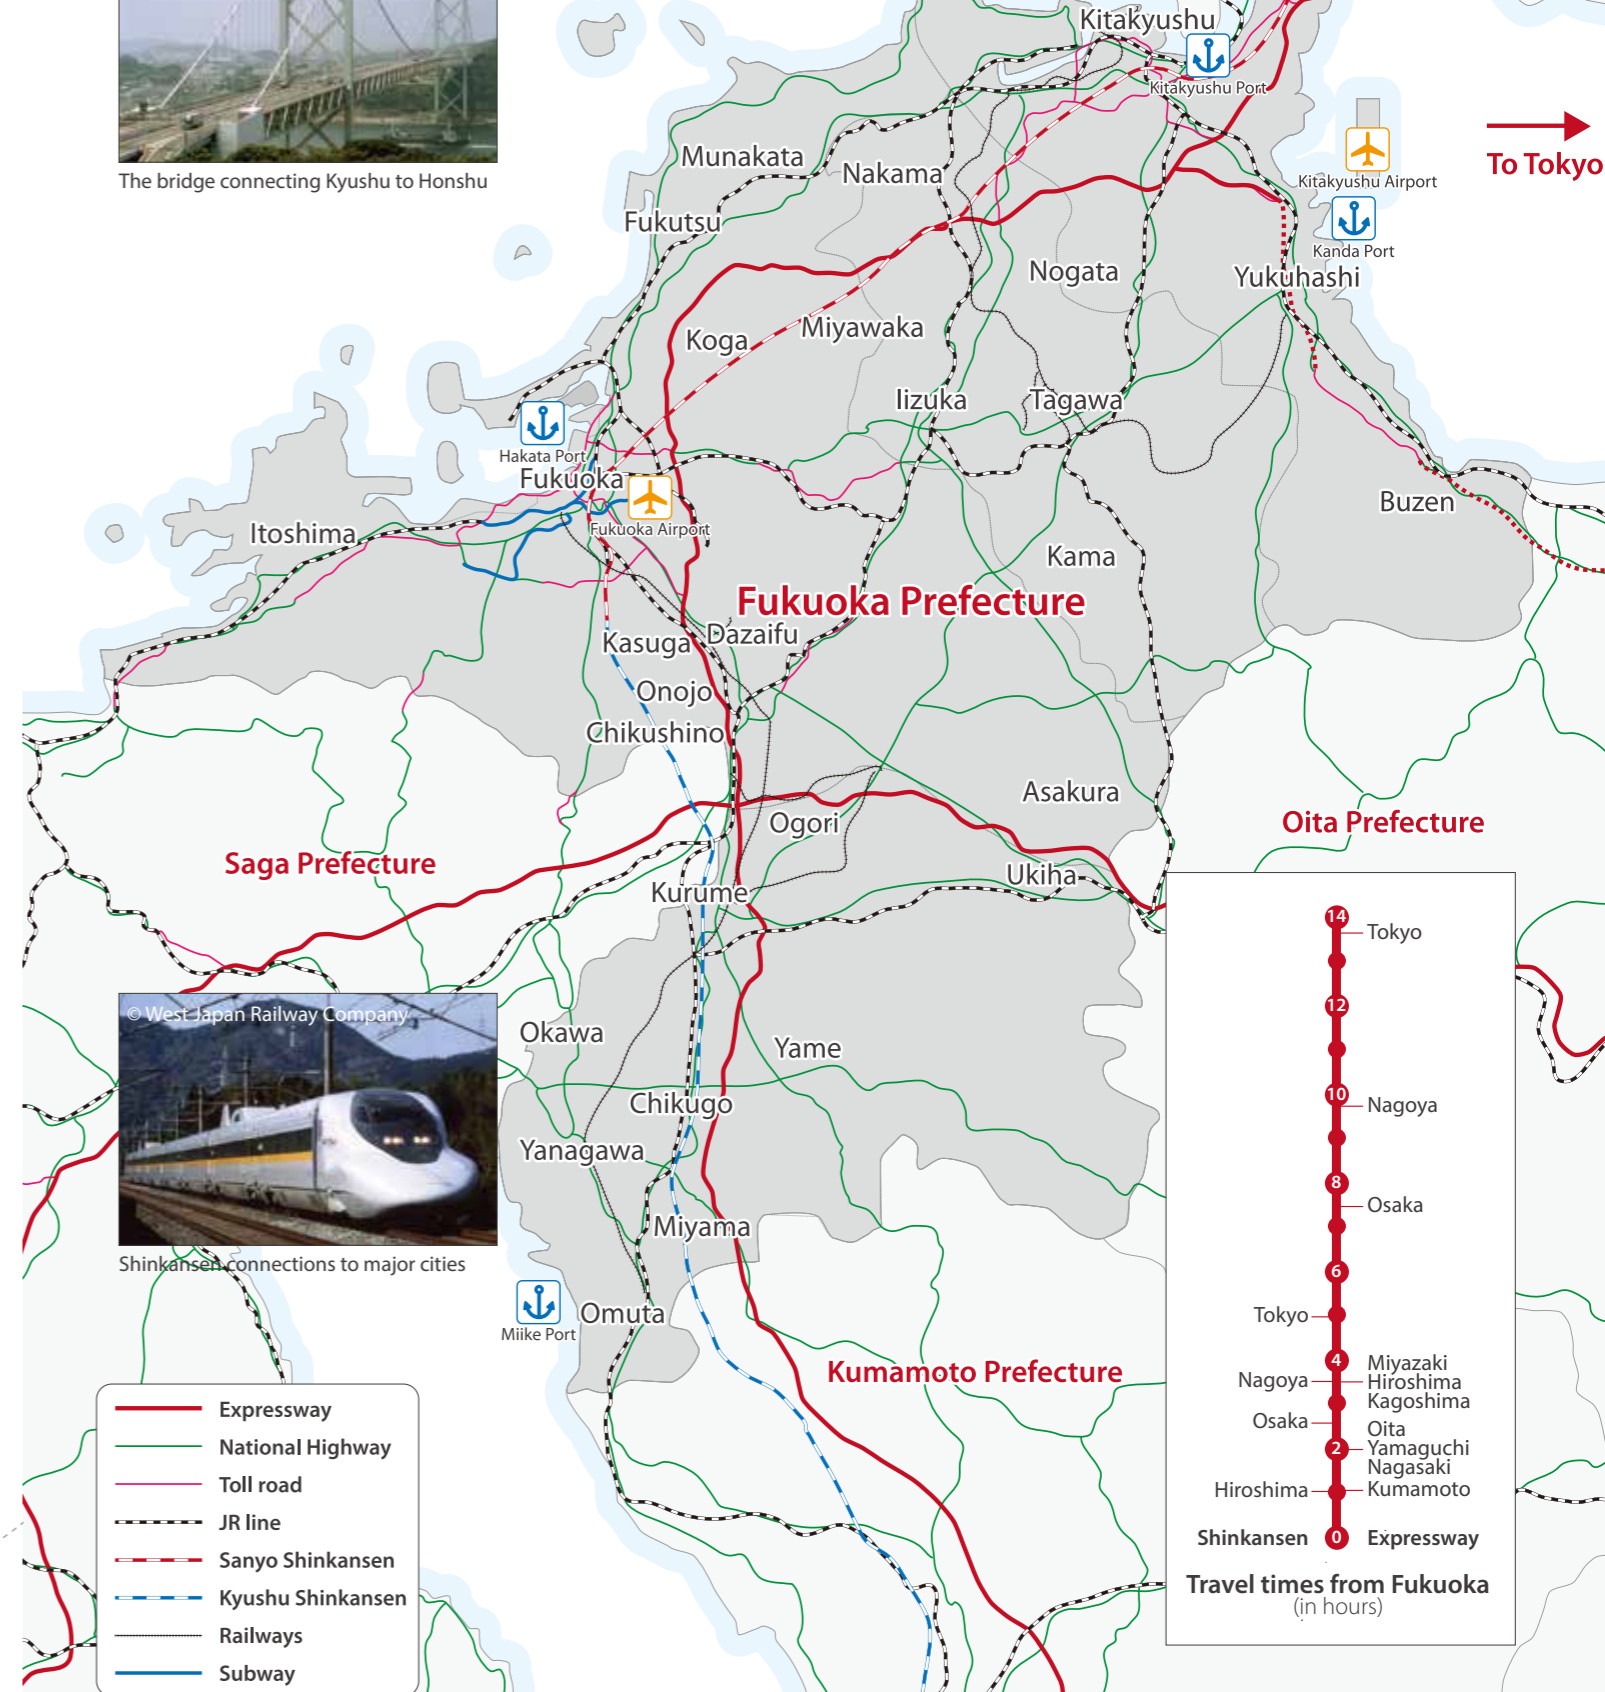 Kitakyushu
Kitakyushu Port
The bridge connecting Kyushu to Honshu
To Tokyo
Munakata
Nakama
Kitakyushu Airport
Fukutsu
Kanda Port
Nogata
Yukuhashi
Koga
Miyawaka
Iizuka
Tagawa
Hakata Port
Fukuoka
Fukuoka Airport
Buzen
Itoshima
Kama
Fukuoka Prefecture
Kasuga
Dazaifu
Onojo
Chikushino
Asakura
Ogori
Oita Prefecture
Saga Prefecture
Ukiha
Kurume
© West Japan Railway Company
Okawa
Yame
Chikugo
Yanagawa
Miyama
Shinkansen connections to major cities
Miike Port
Omuta
Kumamoto Prefecture
14
Tokyo
12
10
Nagoya
8
Osaka
6
Tokyo
4
Miyazaki
Nagoya
Hiroshima
Kagoshima
Osaka
Oita
2
Yamaguchi
Nagasaki
Hiroshima
Kumamoto
Shinkansen
0
Expressway
Travel times from Fukuoka
(in hours)
Expressway
National Highway
Toll road
JR line
Sanyo Shinkansen
Kyushu Shinkansen
Railways
Subway